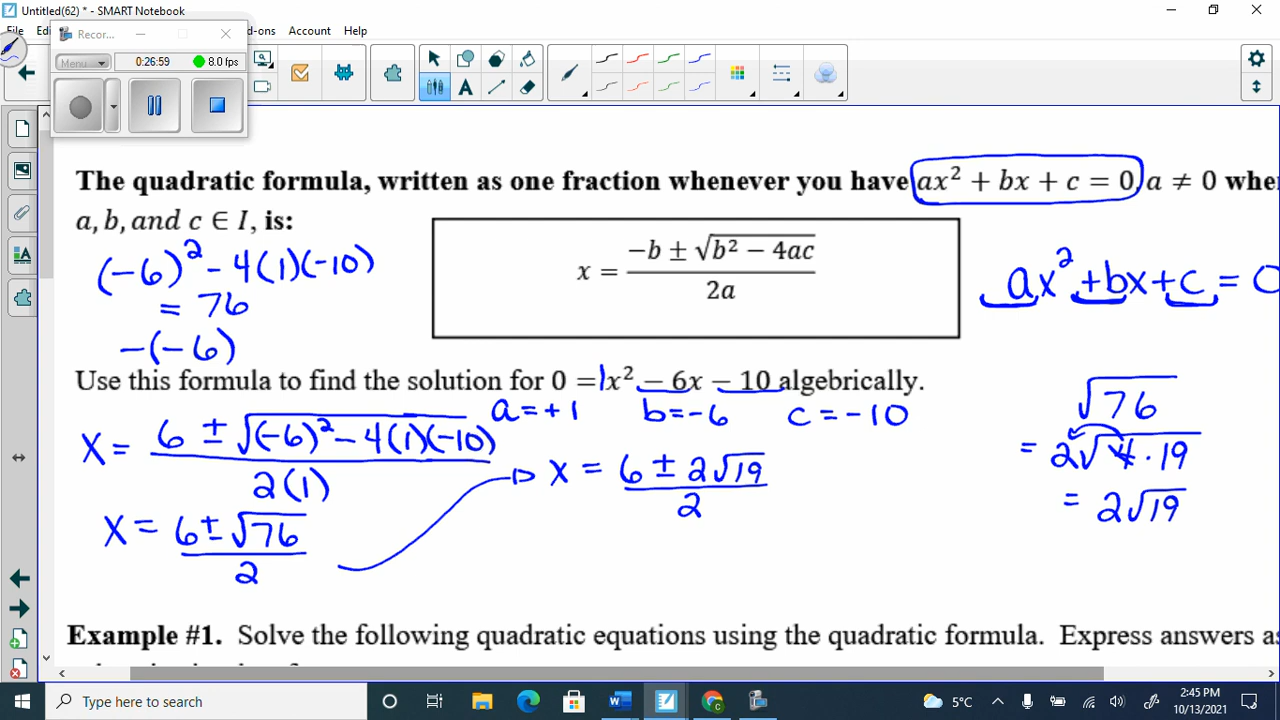 Untitled(62) * - SMART Notebook
File
Account
Help
Recor...
Menu
0:26:59
8.0 fps
The quadratic formula, written as one fraction whenever you have ax² + bx + c = 0, a ≠ 0
a, b, and c ∈ I, is:
x = (-b ± √(b² − 4ac)) / 2a
(-6)² - 4(1)(-10)
= 76
-(-6)
ax² + bx + c = 0
Use this formula to find the solution for 0 = 1x² − 6x − 10 algebrically.
a = +1
b = -6
c = -10
x = (6 ± √((-6)² - 4(1)(-10))) / 2(1)
x = (6 ± √76) / 2
x = (6 ± 2√19) / 2
√76
= 2√(4 · 19)
= 2√19
Example #1. Solve the following quadratic equations using the quadratic formula. Express answers as
Type here to search
5°C
2:45 PM
10/13/2021